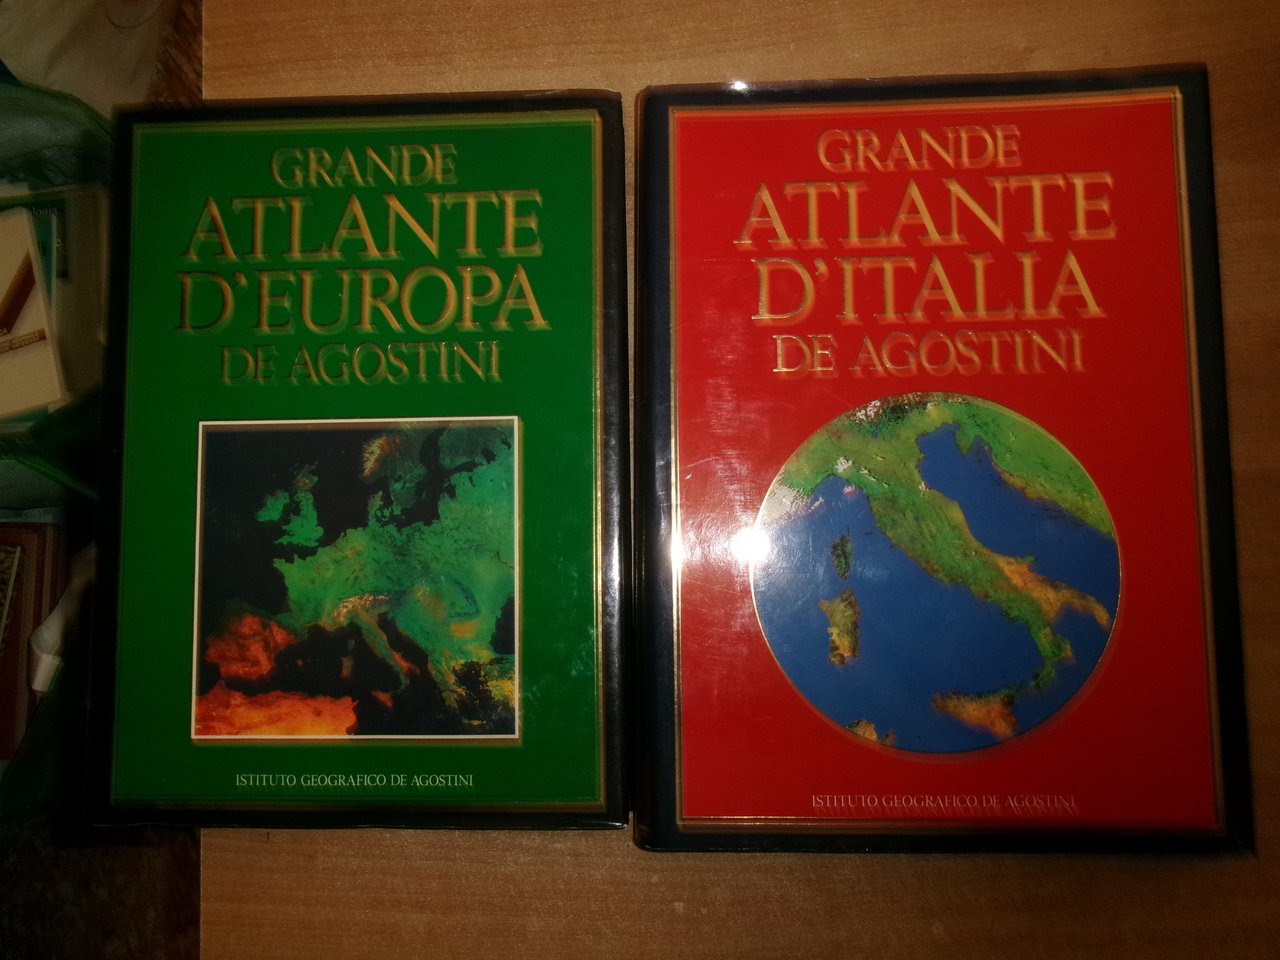 GRANDE
ATLANTE
D'EUROPA
DE AGOSTINI
ISTITUTO GEOGRAFICO DE AGOSTINI
GRANDE
ATLANTE
D'ITALIA
DE AGOSTINI
ISTITUTO GEOGRAFICO DE AGOSTINI